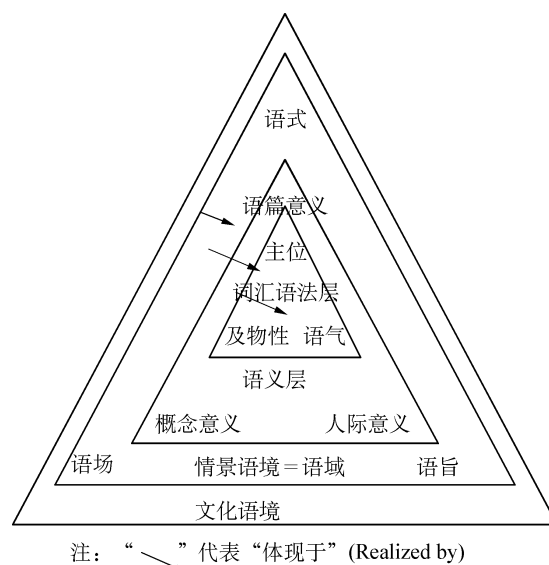 语式
语篇意义
主位
词汇语法层
及物性 语气
语义层
概念意义 人际意义
语场 情景语境＝语域 语旨
文化语境
注：“ ”代表“体现于”(Realized by)